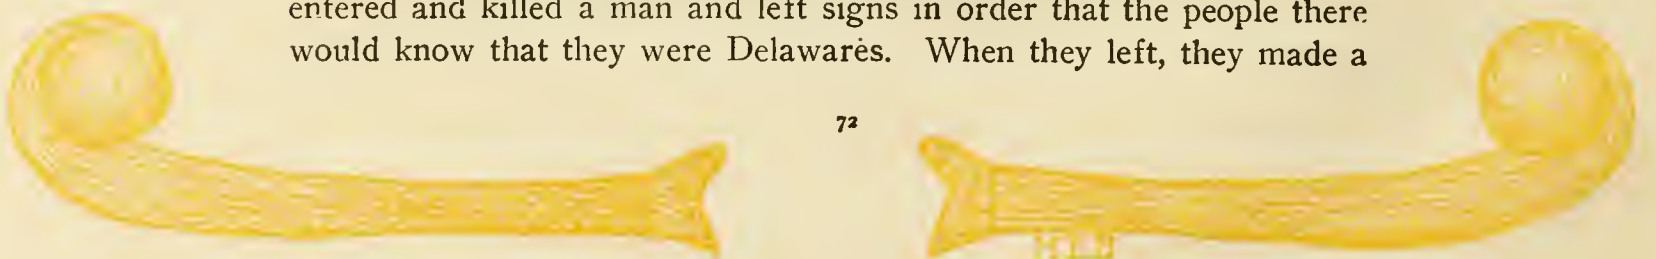 entered and killed a man and left signs in order that the people there
would know that they were Delawares. When they left, they made a
72